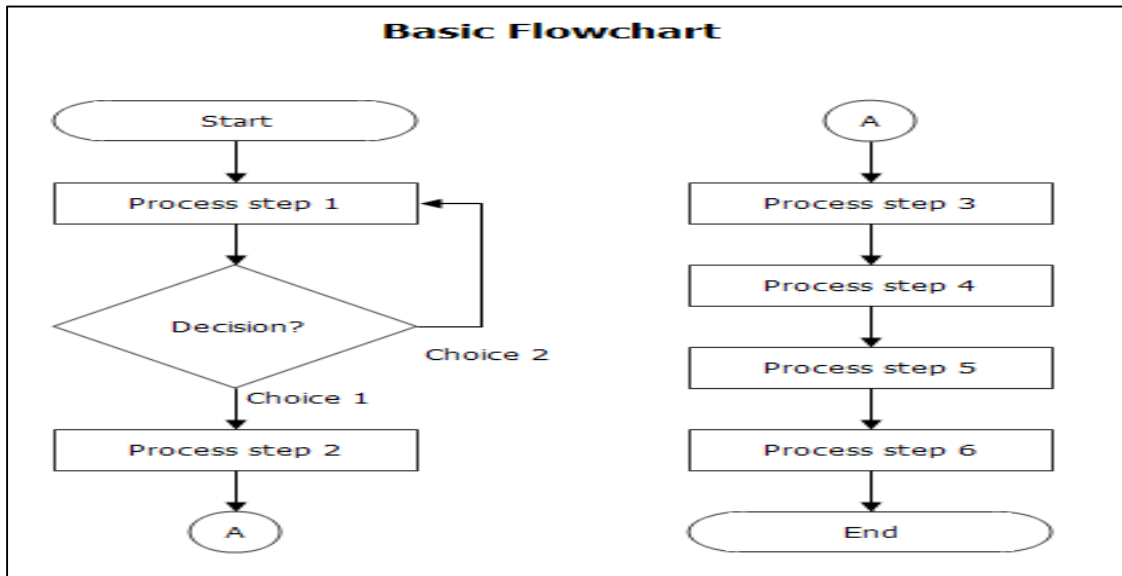 Basic Flowchart
Start
Process step 1
Decision?
Choice 2
Choice 1
Process step 2
A
A
Process step 3
Process step 4
Process step 5
Process step 6
End